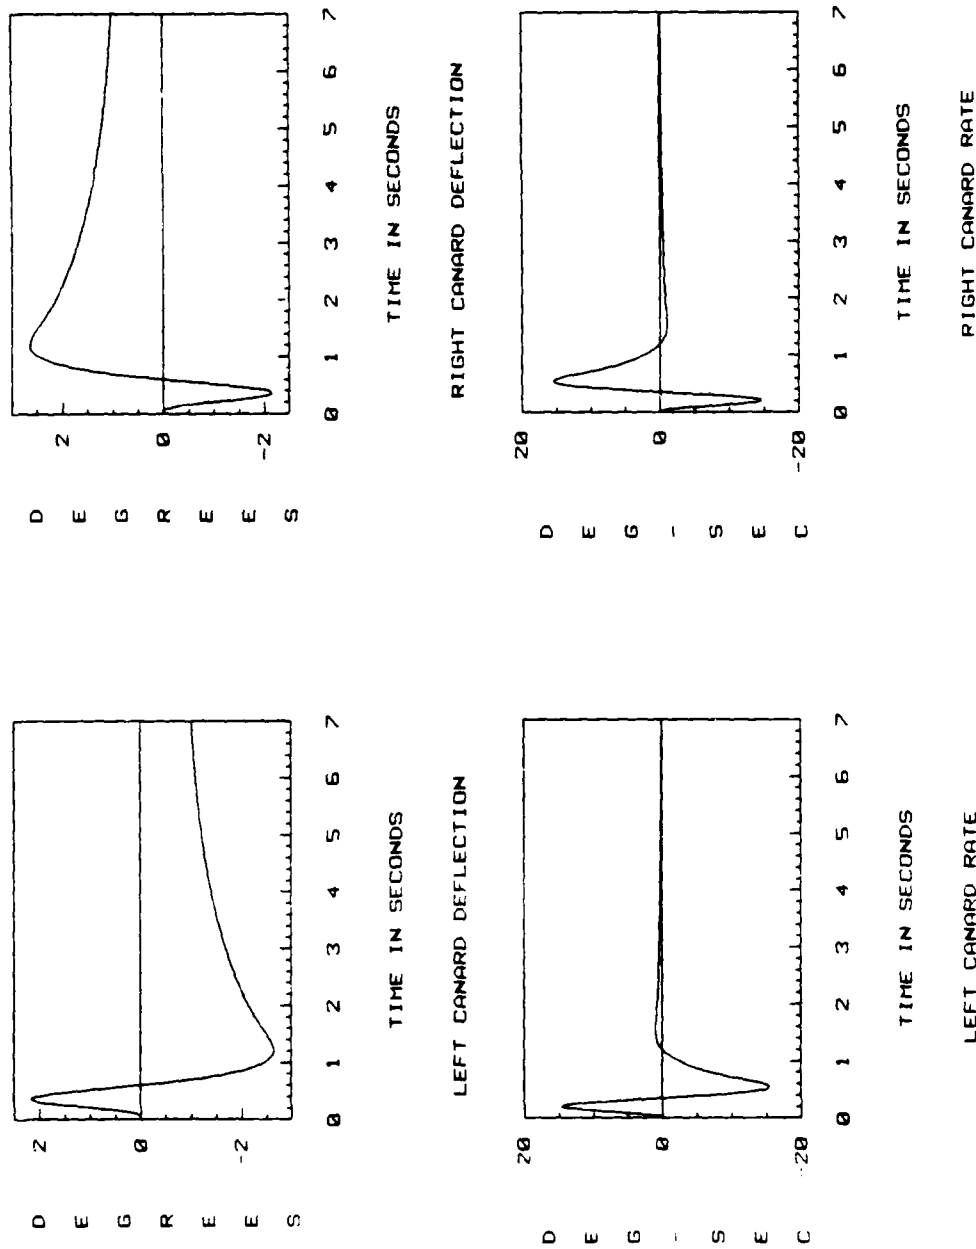 D E G R E E S
2
0
-2
0 1 2 3 4 5 6 7
TIME IN SECONDS
LEFT CANARD DEFLECTION
D E G R E E S
2
0
-2
0 1 2 3 4 5 6 7
TIME IN SECONDS
RIGHT CANARD DEFLECTION
D E G - S E C
20
0
-20
0 1 2 3 4 5 6 7
TIME IN SECONDS
LEFT CANARD RATE
D E G - S E C
20
0
-20
0 1 2 3 4 5 6 7
TIME IN SECONDS
RIGHT CANARD RATE